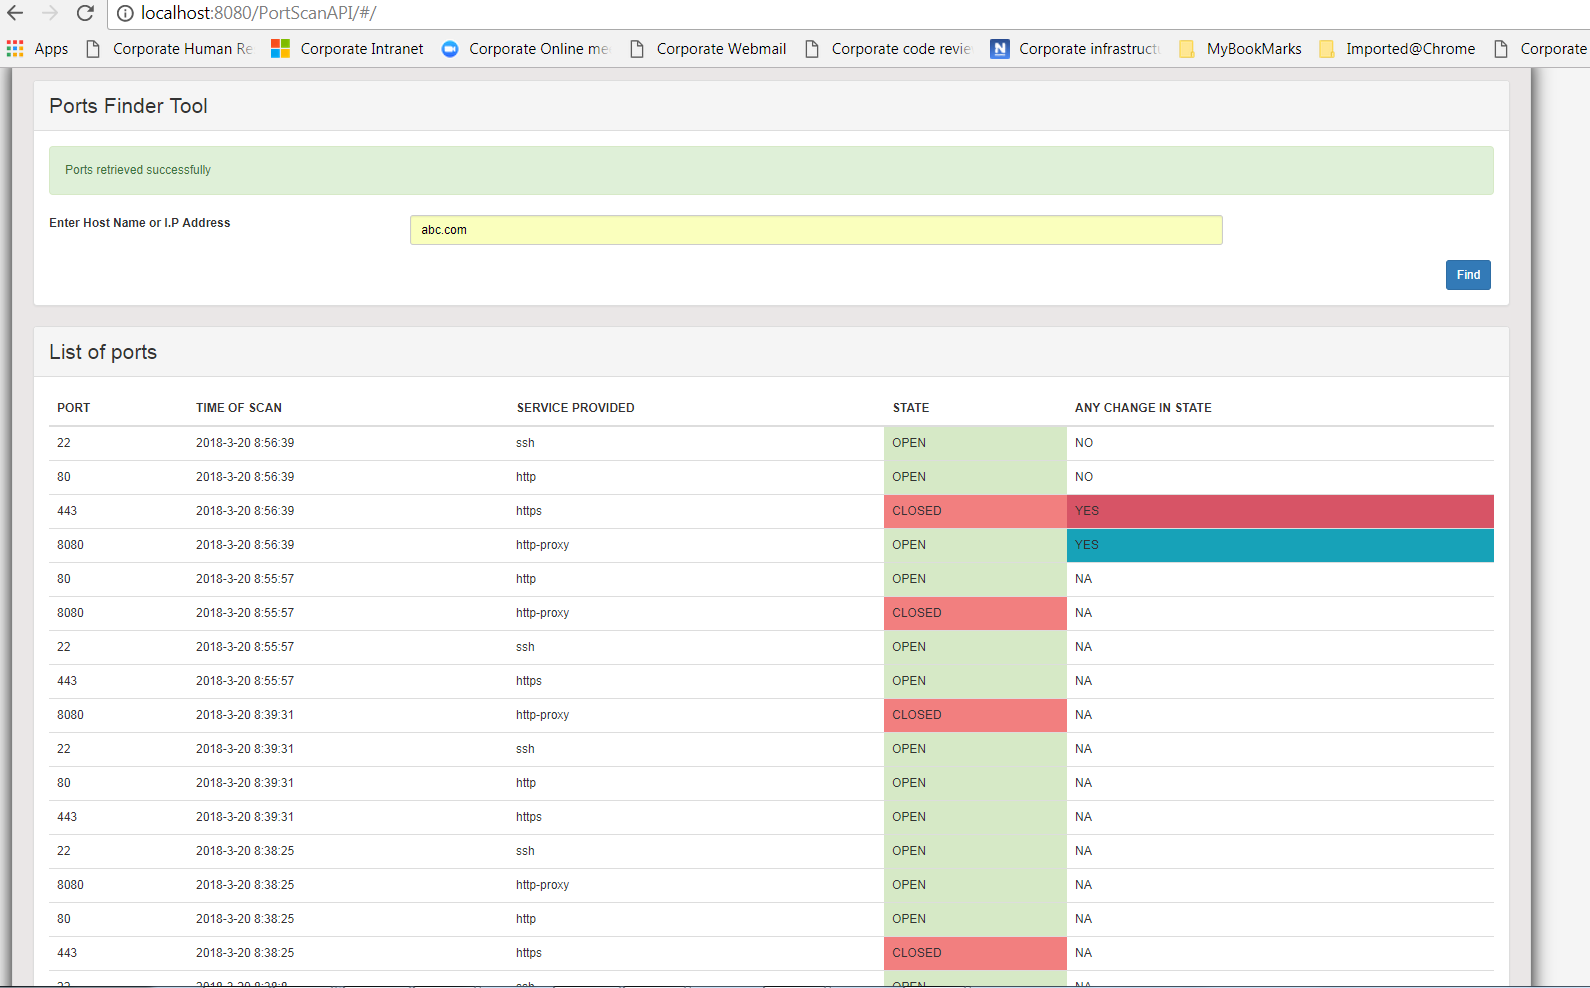 localhost:8080/PortScanAPI/#/
Apps Corporate Human Re Corporate Intranet Corporate Online me Corporate Webmail Corporate code revie Corporate infrastruct MyBookMarks Imported@Chrome Corporate
Ports Finder Tool
Ports retrieved successfully
Enter Host Name or I.P Address abc.com
Find
List of ports
PORT TIME OF SCAN SERVICE PROVIDED STATE ANY CHANGE IN STATE
22 2018-3-20 8:56:39 ssh OPEN NO
80 2018-3-20 8:56:39 http OPEN NO
443 2018-3-20 8:56:39 https CLOSED YES
8080 2018-3-20 8:56:39 http-proxy OPEN YES
80 2018-3-20 8:55:57 http OPEN NA
8080 2018-3-20 8:55:57 http-proxy CLOSED NA
22 2018-3-20 8:55:57 ssh OPEN NA
443 2018-3-20 8:55:57 https OPEN NA
8080 2018-3-20 8:39:31 http-proxy CLOSED NA
22 2018-3-20 8:39:31 ssh OPEN NA
80 2018-3-20 8:39:31 http OPEN NA
443 2018-3-20 8:39:31 https OPEN NA
22 2018-3-20 8:38:25 ssh OPEN NA
8080 2018-3-20 8:38:25 http-proxy OPEN NA
80 2018-3-20 8:38:25 http OPEN NA
443 2018-3-20 8:38:25 https CLOSED NA